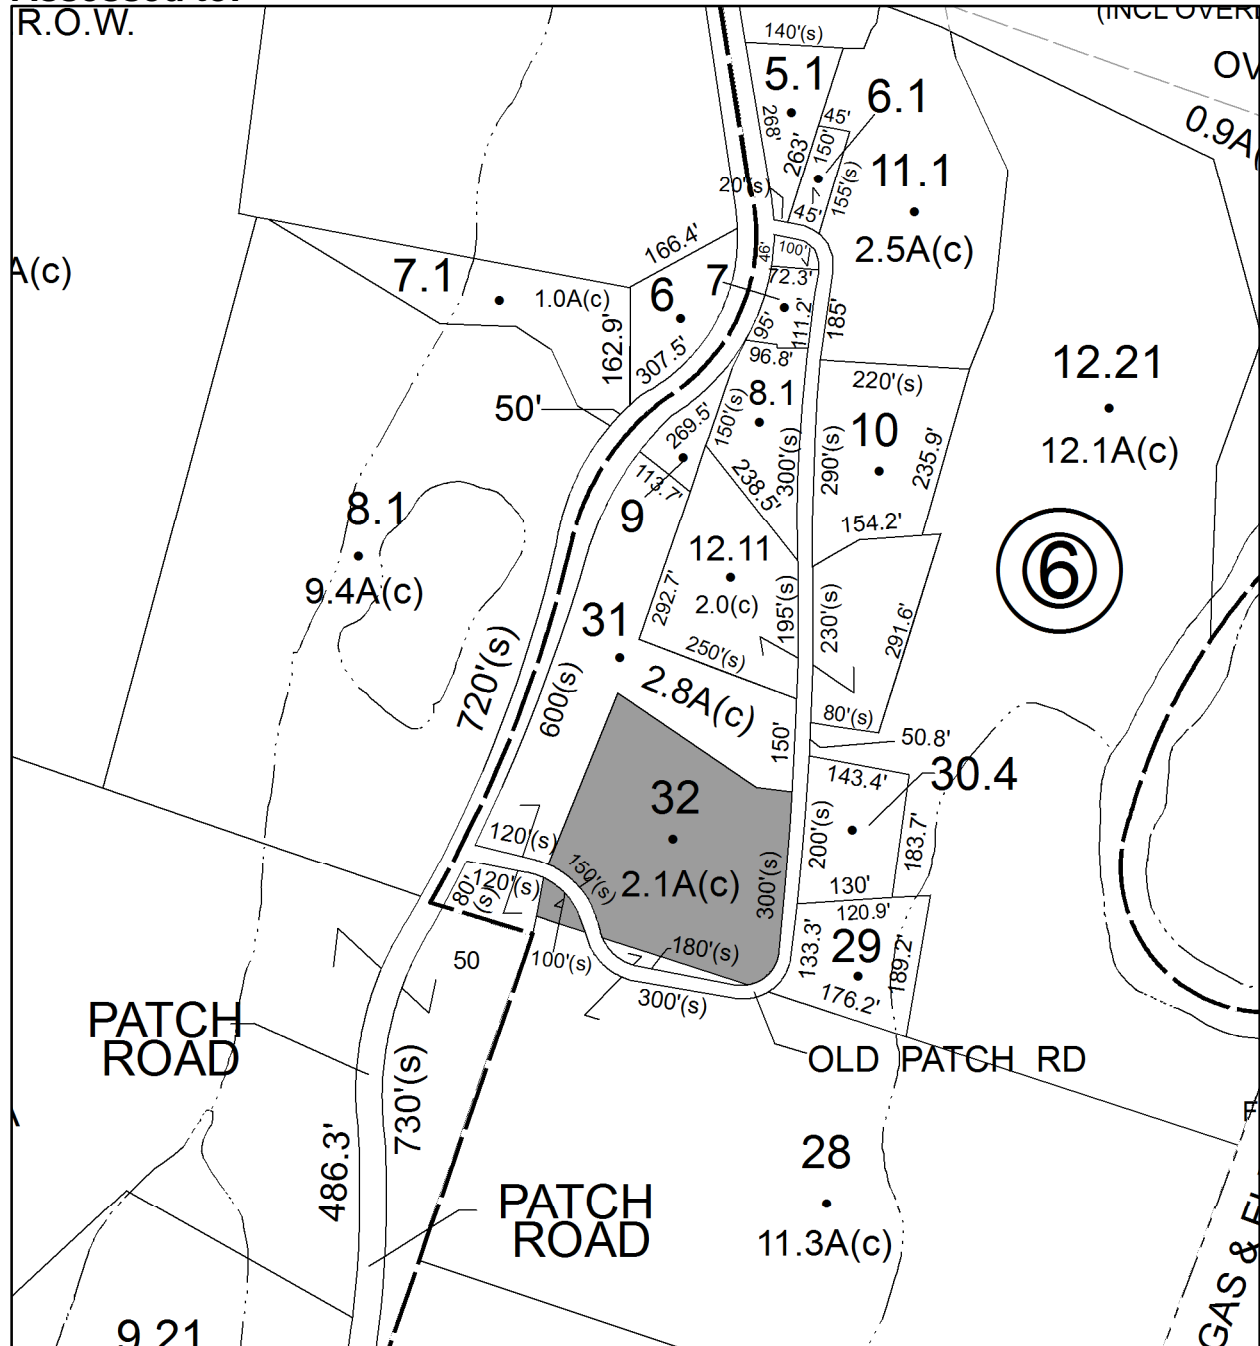 R.O.W.
(INCL OVER
140'(s)
5.1
6.1
OV
0.9A(
268'
263'
45'
150'
155'(s)
11.1
2.5A(c)
20'(s)
45'
A(c)
7.1
1.0A(c)
166.4'
6
7
46'
100'
72.3'
95'
111.2'
185'
162.9'
307.5'
96.8'
8.1
220'(s)
12.21
12.1A(c)
50'
150'(s)
269.5'
113.7'
9
238.5'
300'(s)
290'(s)
10
235.9'
154.2'
8.1
9.4A(c)
12.11
2.0(c)
6
31
292.7'
250'(s)
195'(s)
230'(s)
291.6'
2.8A(c)
720'(s)
600(s)
80'(s)
150'
50.8'
143.4'
30.4
32
2.1A(c)
200'(s)
183.7'
130'
120'(s)
120'(s)
150'(s)
300'(s)
80'
(s)
120.9'
133.3'
29
189.2'
176.2'
50
100'(s)
180'(s)
300'(s)
PATCH
ROAD
OLD PATCH RD
730'(s)
486.3'
28
11.3A(c)
PATCH
ROAD
GAS &
9.21